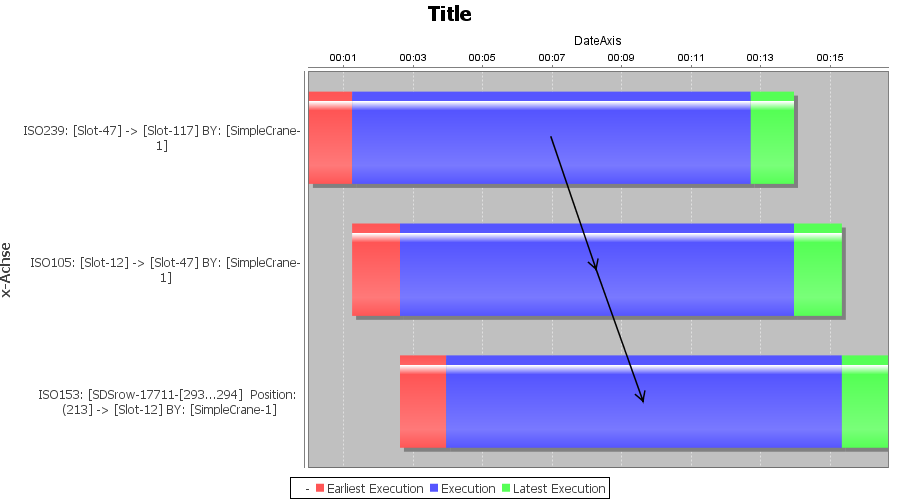 Title
DateAxis
00:01 00:03 00:05 00:07 00:09 00:11 00:13 00:15
x-Achse
ISO239: [Slot-47] -> [Slot-117] BY: [SimpleCrane-
1]
ISO105: [Slot-12] -> [Slot-47] BY: [SimpleCrane-
1]
ISO153: [SDSrow-17711-[293...294] Position:
(213] -> [Slot-12] BY: [SimpleCrane-1]
- Earliest Execution Execution Latest Execution